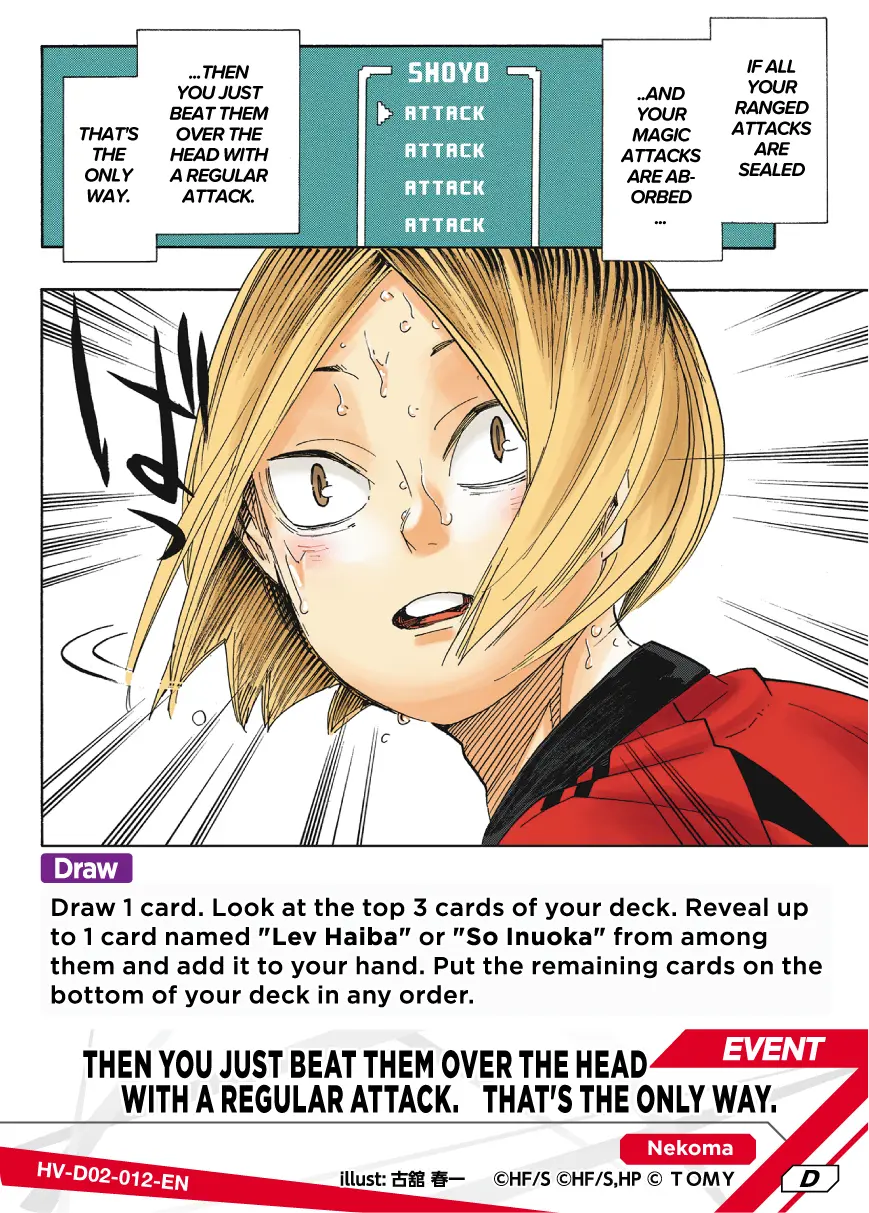 IF ALL
YOUR
RANGED
ATTACKS
ARE
SEALED
..AND
YOUR
MAGIC
ATTACKS
ARE AB-
ORBED
...
SHOYO
ATTACK
ATTACK
ATTACK
ATTACK
...THEN
YOU JUST
BEAT THEM
OVER THE
HEAD WITH
A REGULAR
ATTACK.
THAT'S
THE
ONLY
WAY.
Draw
Draw 1 card. Look at the top 3 cards of your deck. Reveal up
to 1 card named "Lev Haiba" or "So Inuoka" from among
them and add it to your hand. Put the remaining cards on the
bottom of your deck in any order.
EVENT
THEN YOU JUST BEAT THEM OVER THE HEAD
WITH A REGULAR ATTACK. THAT'S THE ONLY WAY.
Nekoma
HV-D02-012-EN
illust: 古舘 春一 ©HF/S ©HF/S,HP © TOMY
D